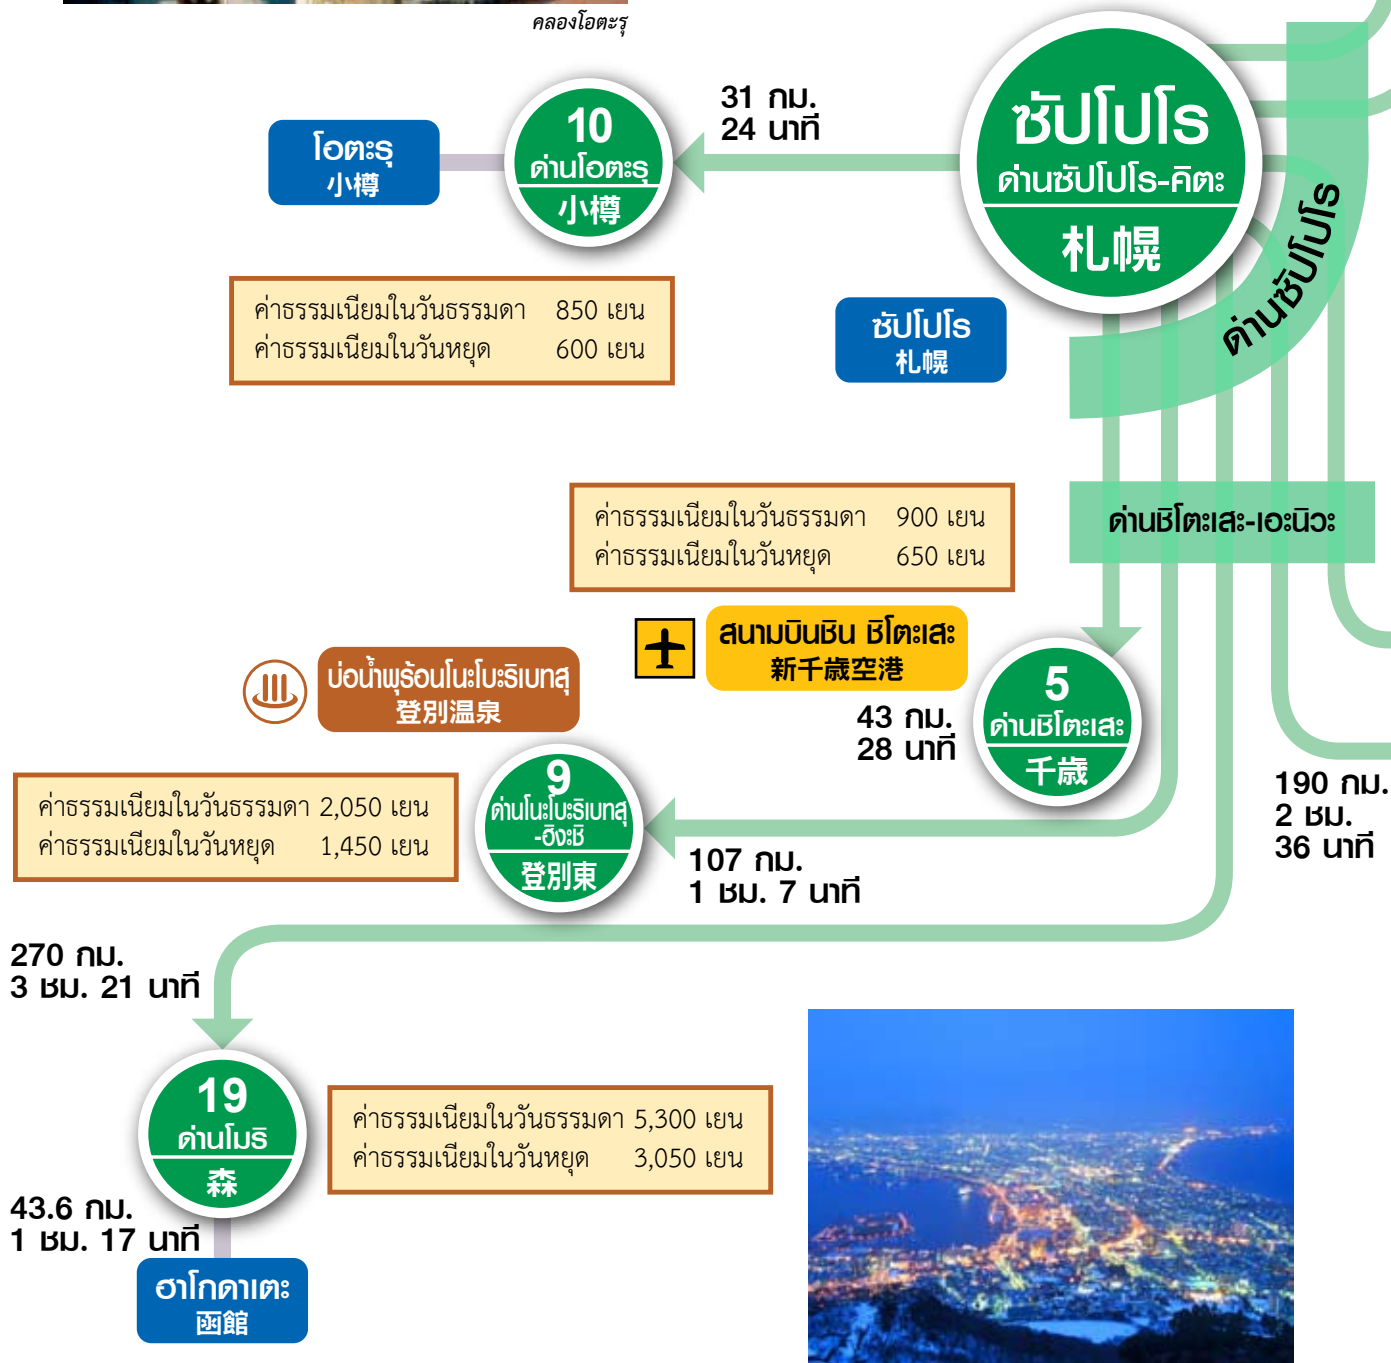 คลองโอตะรุ
ซัปโปโร
ด่านซัปโปโร-คิตะ
札幌
31 กม.
24 นาที
10
ด่านโอตะรุ
小樽
โอตะรุ
小樽
ค่าธรรมเนียมในวันธรรมดา 850 เยน
ค่าธรรมเนียมในวันหยุด 600 เยน
ซัปโปโร
札幌
ด่านซัปโปโร
ด่านชิโตะเสะ-เอะนิวะ
ค่าธรรมเนียมในวันธรรมดา 900 เยน
ค่าธรรมเนียมในวันหยุด 650 เยน
สนามบินชิน ชิโตะเสะ
新千歳空港
5
ด่านชิโตะเสะ
千歳
43 กม.
28 นาที
บ่อน้ำพุร้อนโนะโบะริเบทสุ
登別温泉
9
ด่านโนะโบะริเบทสุ
-ฮิงะชิ
登別東
ค่าธรรมเนียมในวันธรรมดา 2,050 เยน
ค่าธรรมเนียมในวันหยุด 1,450 เยน
107 กม.
1 ชม. 7 นาที
190 กม.
2 ชม.
36 นาที
270 กม.
3 ชม. 21 นาที
19
ด่านโมริ
森
ค่าธรรมเนียมในวันธรรมดา 5,300 เยน
ค่าธรรมเนียมในวันหยุด 3,050 เยน
43.6 กม.
1 ชม. 17 นาที
ฮาโกดาเตะ
函館